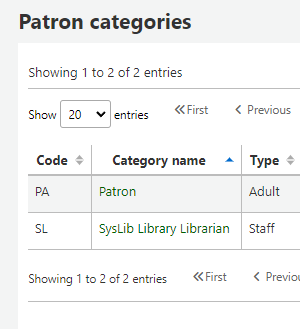 Patron categories
Showing 1 to 2 of 2 entries
Show 20 entries First Previous
Code Category name Type
PA Patron Adult
SL SysLib Library Librarian Staff
Showing 1 to 2 of 2 entries First Previou